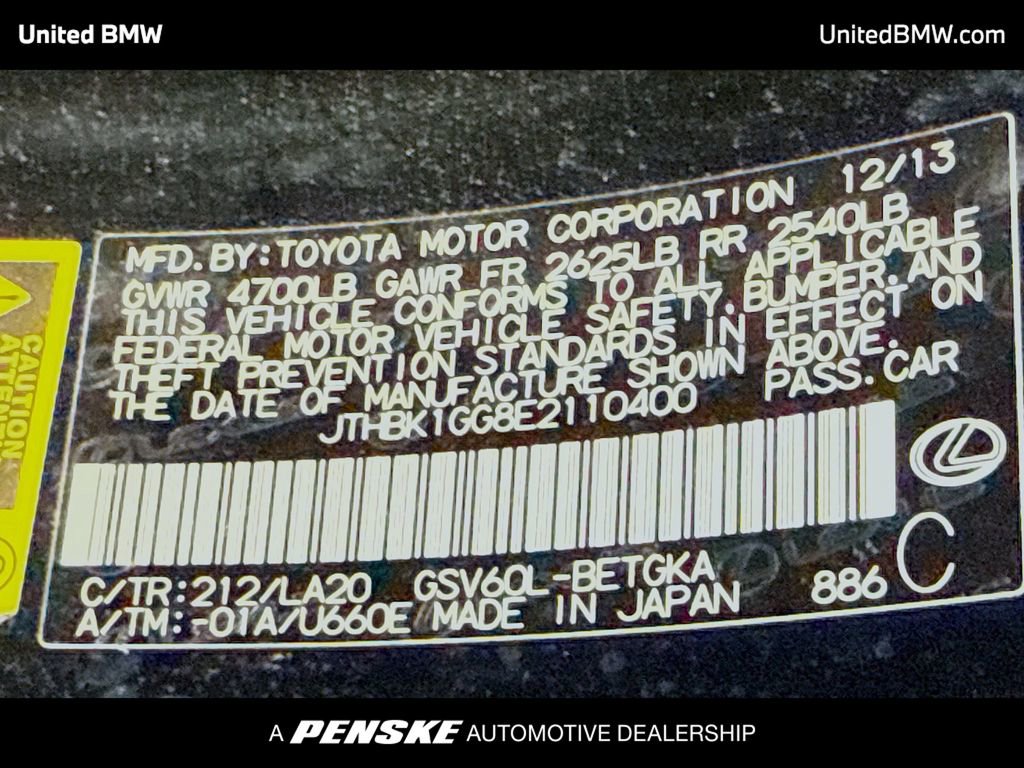 United BMW
UnitedBMW.com
MFD. BY: TOYOTA MOTOR CORPORATION 12/13
GVWR 4700LB GAWR FR 2625LB RR 2540LB
THIS VEHICLE CONFORMS TO ALL APPLICABLE
FEDERAL MOTOR VEHICLE SAFETY, BUMPER, AND
THEFT PREVENTION STANDARDS IN EFFECT ON
THE DATE OF MANUFACTURE SHOWN ABOVE.
JTHBK1GG8E2110400 PASS. CAR
C/TR: 212/LA20 GSV60L-BETGKA
A/TM: -01A/U660E MADE IN JAPAN 886 C
CAUTION
A PENSKE AUTOMOTIVE DEALERSHIP